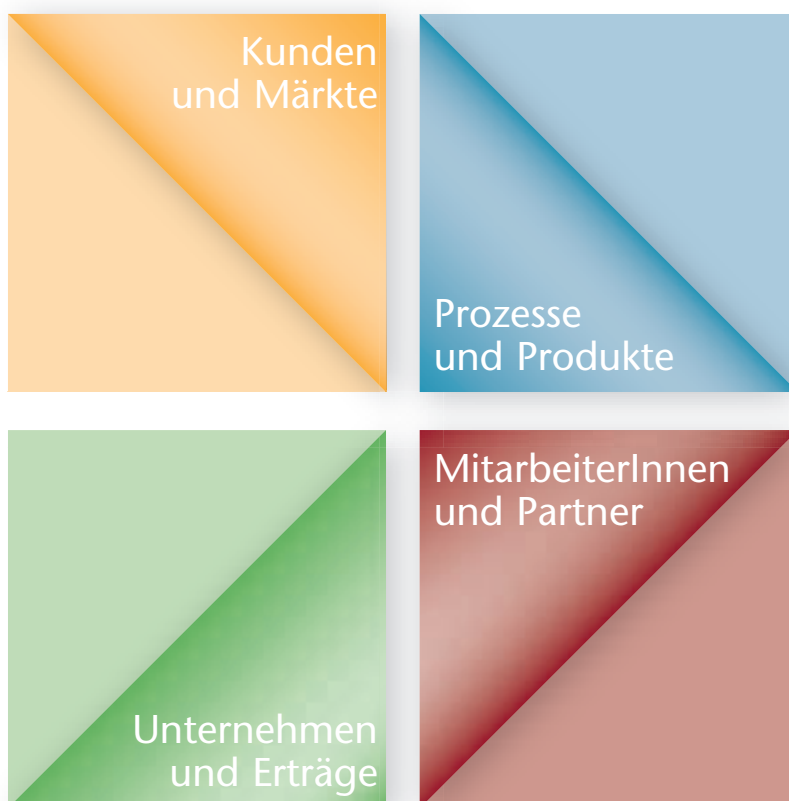 Kunden
und Märkte
Prozesse
und Produkte
MitarbeiterInnen
und Partner
Unternehmen
und Erträge